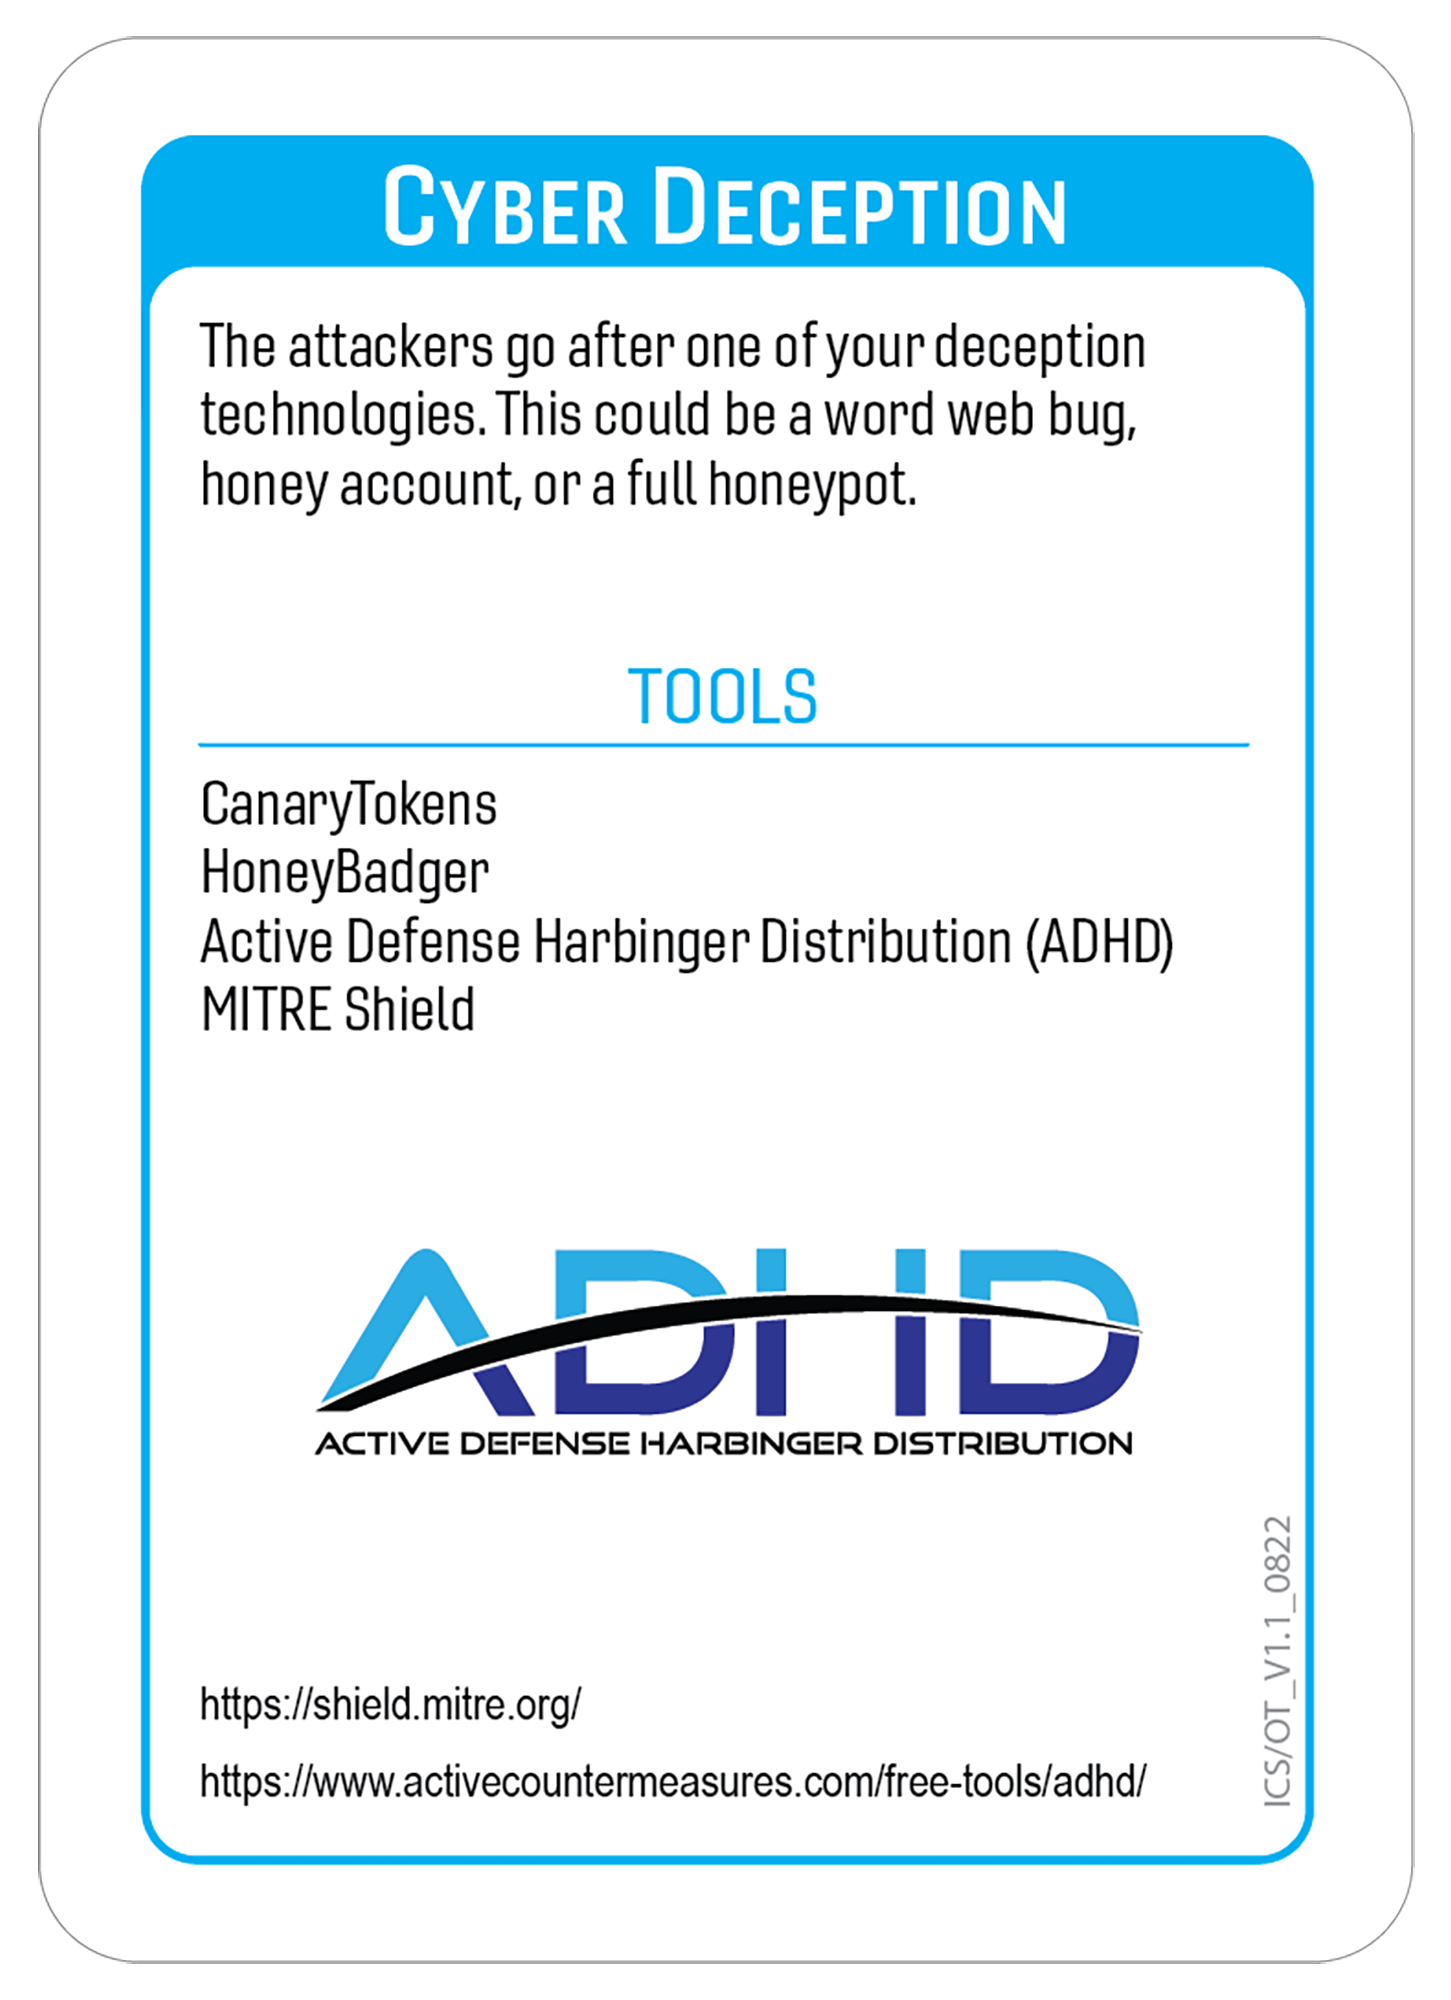 CYBER DECEPTION
The attackers go after one of your deception
technologies. This could be a word web bug,
honey account, or a full honeypot.
TOOLS
CanaryTokens
HoneyBadger
Active Defense Harbinger Distribution (ADHD)
MITRE Shield
ADHD
ACTIVE DEFENSE HARBINGER DISTRIBUTION
https://shield.mitre.org/
https://www.activecountermeasures.com/free-tools/adhd/
ICS/OT_V1.1_0822